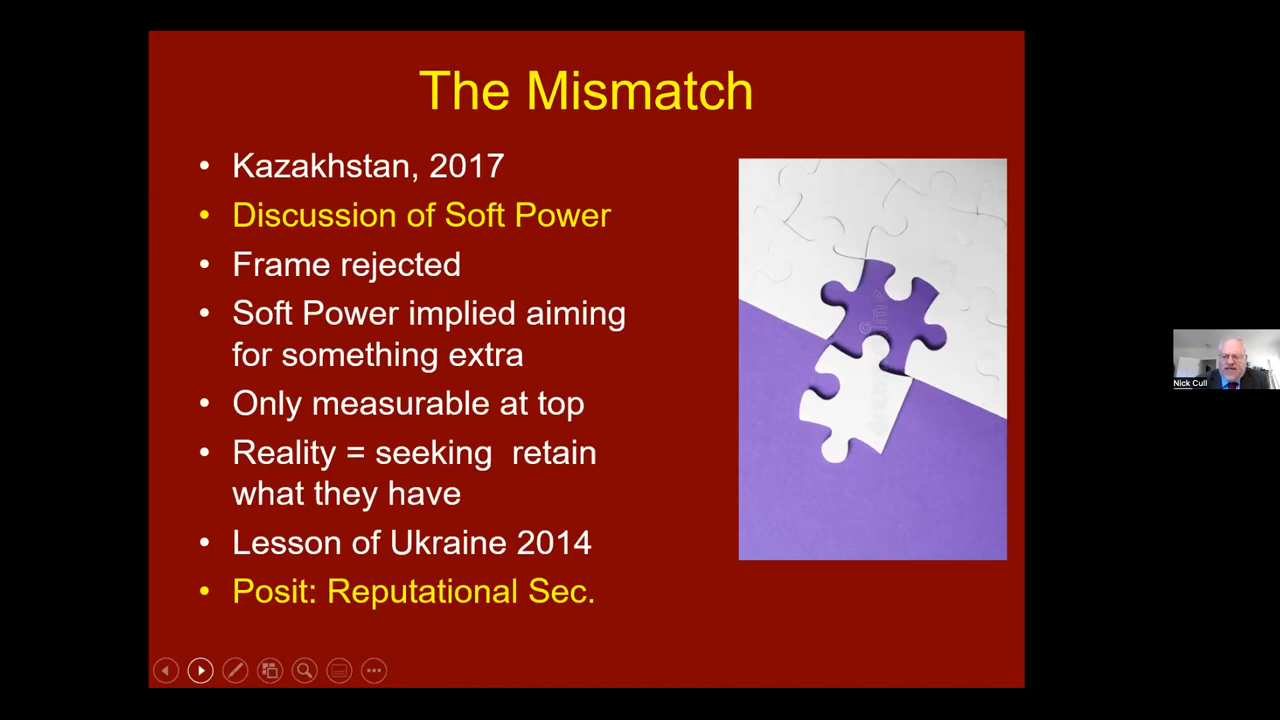 The Mismatch
• Kazakhstan, 2017
• Discussion of Soft Power
• Frame rejected
• Soft Power implied aiming
for something extra
• Only measurable at top
• Reality = seeking  retain
what they have
• Lesson of Ukraine 2014
• Posit: Reputational Sec.
Nick Cull